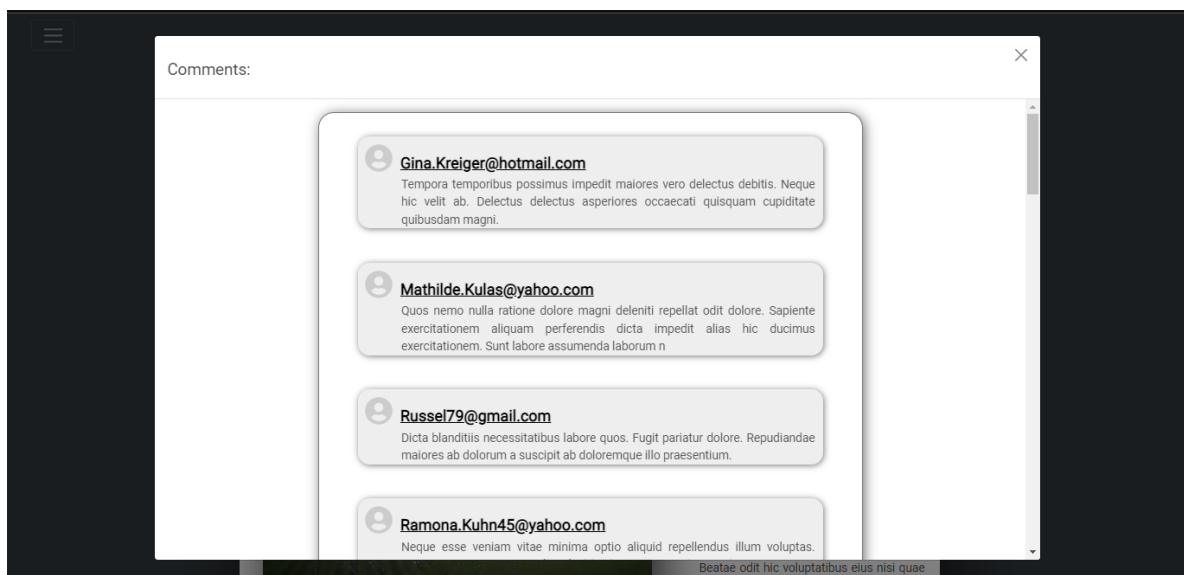 Comments:
Gina.Kreiger@hotmail.com
Tempora temporibus possimus impedit maiores vero delectus debitis. Neque
hic velit ab. Delectus delectus asperiores occaecati quisquam cupiditate
quibusdam magni.
Mathilde.Kulas@yahoo.com
Quos nemo nulla ratione dolore magni deleniti repellat odit dolore. Sapiente
exercitationem aliquam perferendis dicta impedit alias hic ducimus
exercitationem. Sunt labore assumenda laborum n
Russel79@gmail.com
Dicta blanditiis necessitatibus labore quos. Fugit pariatur dolore. Repudiandae
maiores ab dolorum a suscipit ab doloremque illo praesentium.
Ramona.Kuhn45@yahoo.com
Neque esse veniam vitae minima optio aliquid repellendus illum voluptas.
Beatae odit hic voluptatibus eius nisi quae